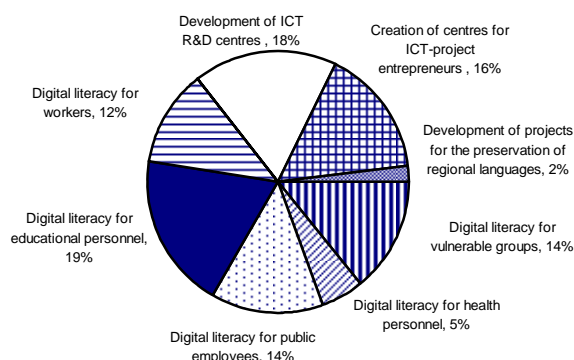 Development of ICT
R&D centres , 18%
Creation of centres for
ICT-project
entrepreneurs , 16%
Development of projects
for the preservation of
regional languages, 2%
Digital literacy for
vulnerable groups, 14%
Digital literacy for health
personnel, 5%
Digital literacy for public
employees, 14%
Digital literacy for
educational personnel,
19%
Digital literacy for
workers, 12%